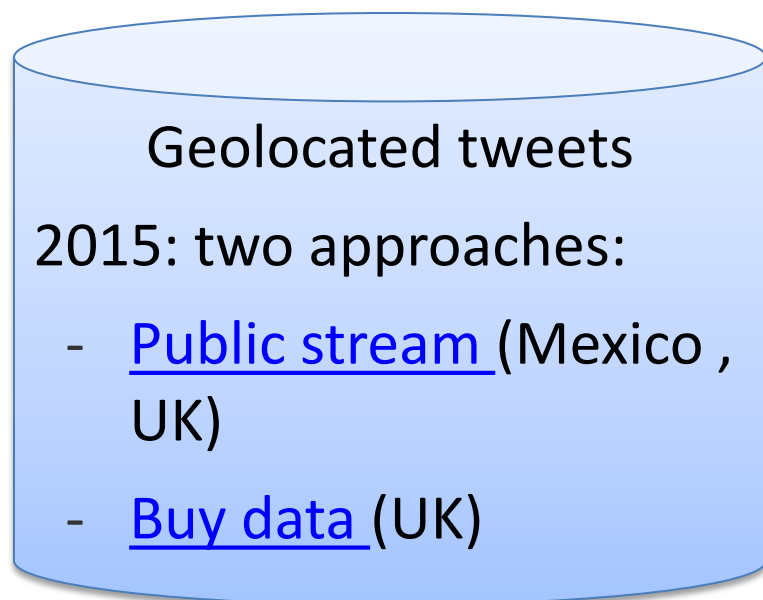 Geolocated tweets
2015: two approaches:
- Public stream (Mexico ,
UK)
- Buy data (UK)